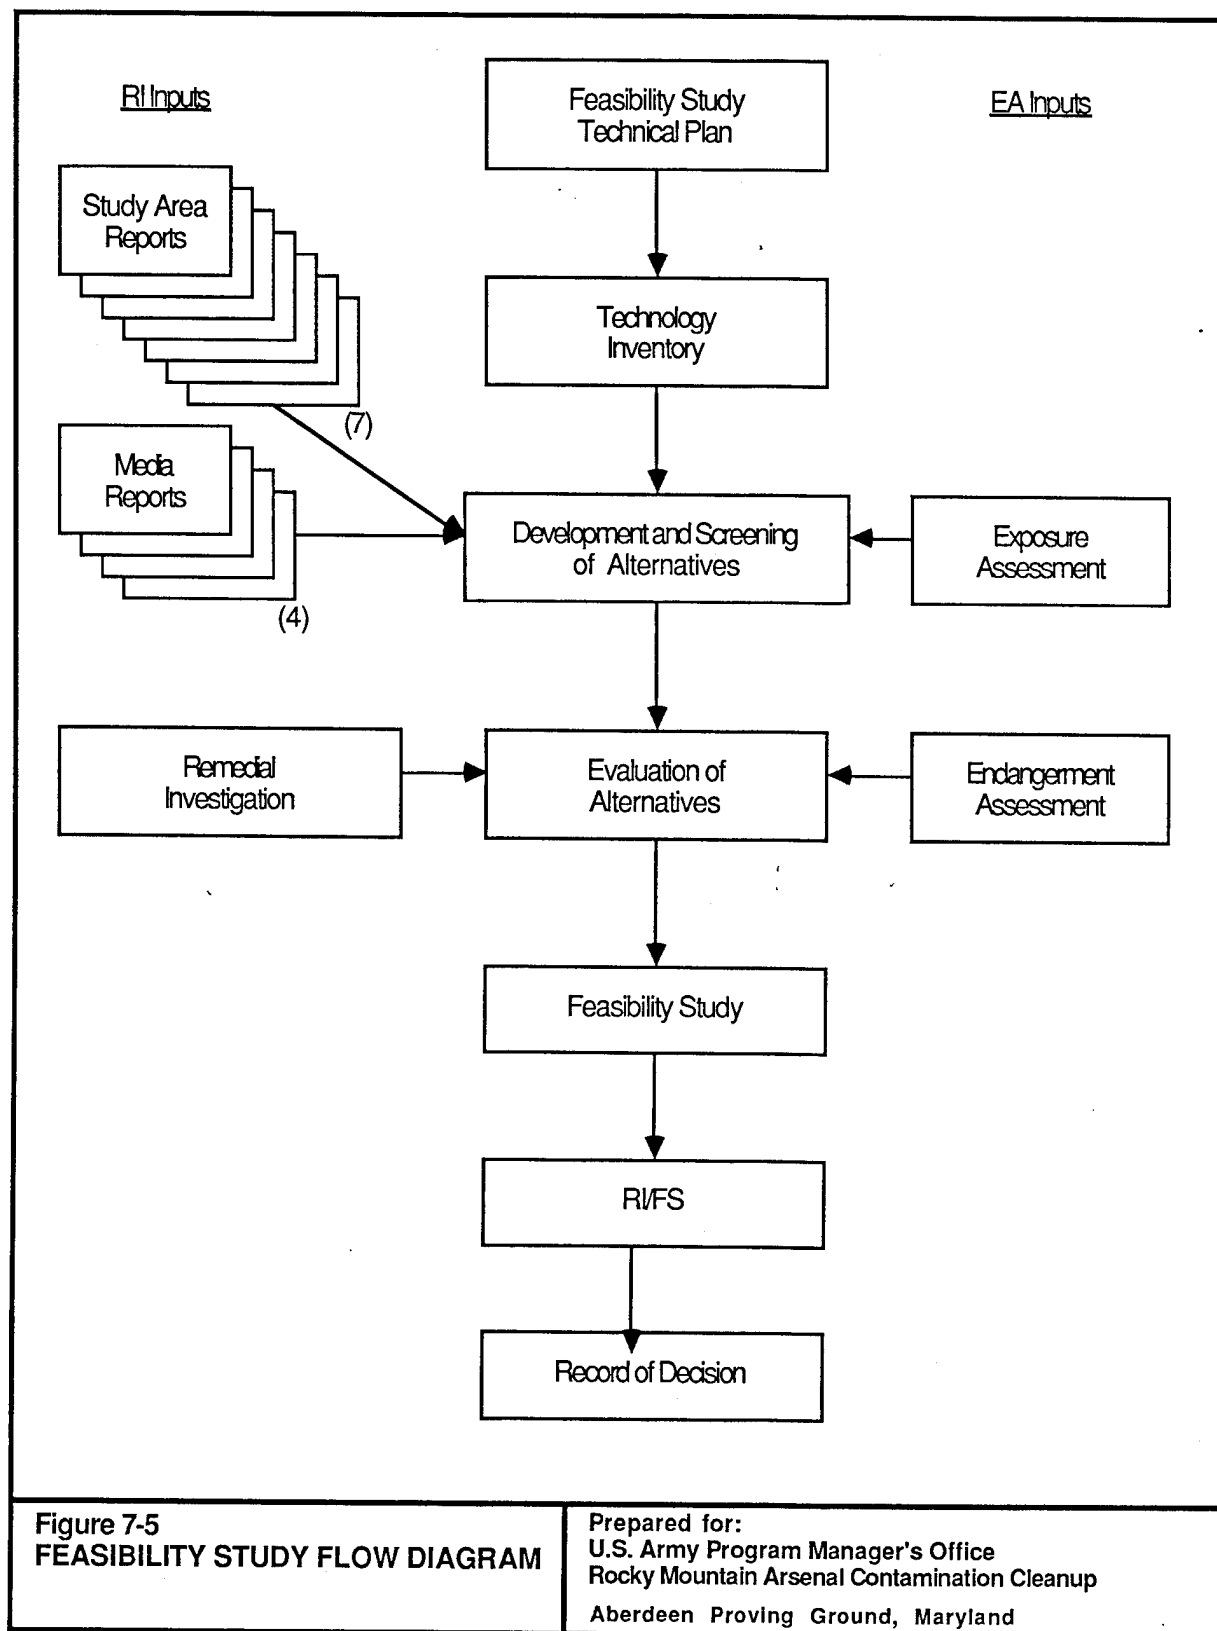 RI Inputs
Feasibility Study
Technical Plan
EA Inputs
Study Area
Reports
(7)
Technology
Inventory
Media
Reports
(4)
Development and Screening
of Alternatives
Exposure
Assessment
Remedial
Investigation
Evaluation of
Alternatives
Endangerment
Assessment
Feasibility Study
RI/FS
Record of Decision
Figure 7-5
FEASIBILITY STUDY FLOW DIAGRAM
Prepared for:
U.S. Army Program Manager's Office
Rocky Mountain Arsenal Contamination Cleanup
Aberdeen Proving Ground, Maryland